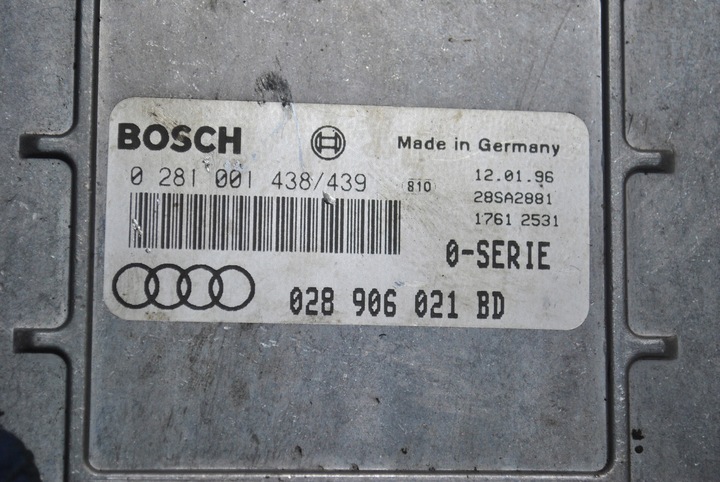 BOSCH
Made in Germany
0 281 001 438/439
810
12.01.96
28SA2881
1761 2531
0-SERIE
028 906 021 BD